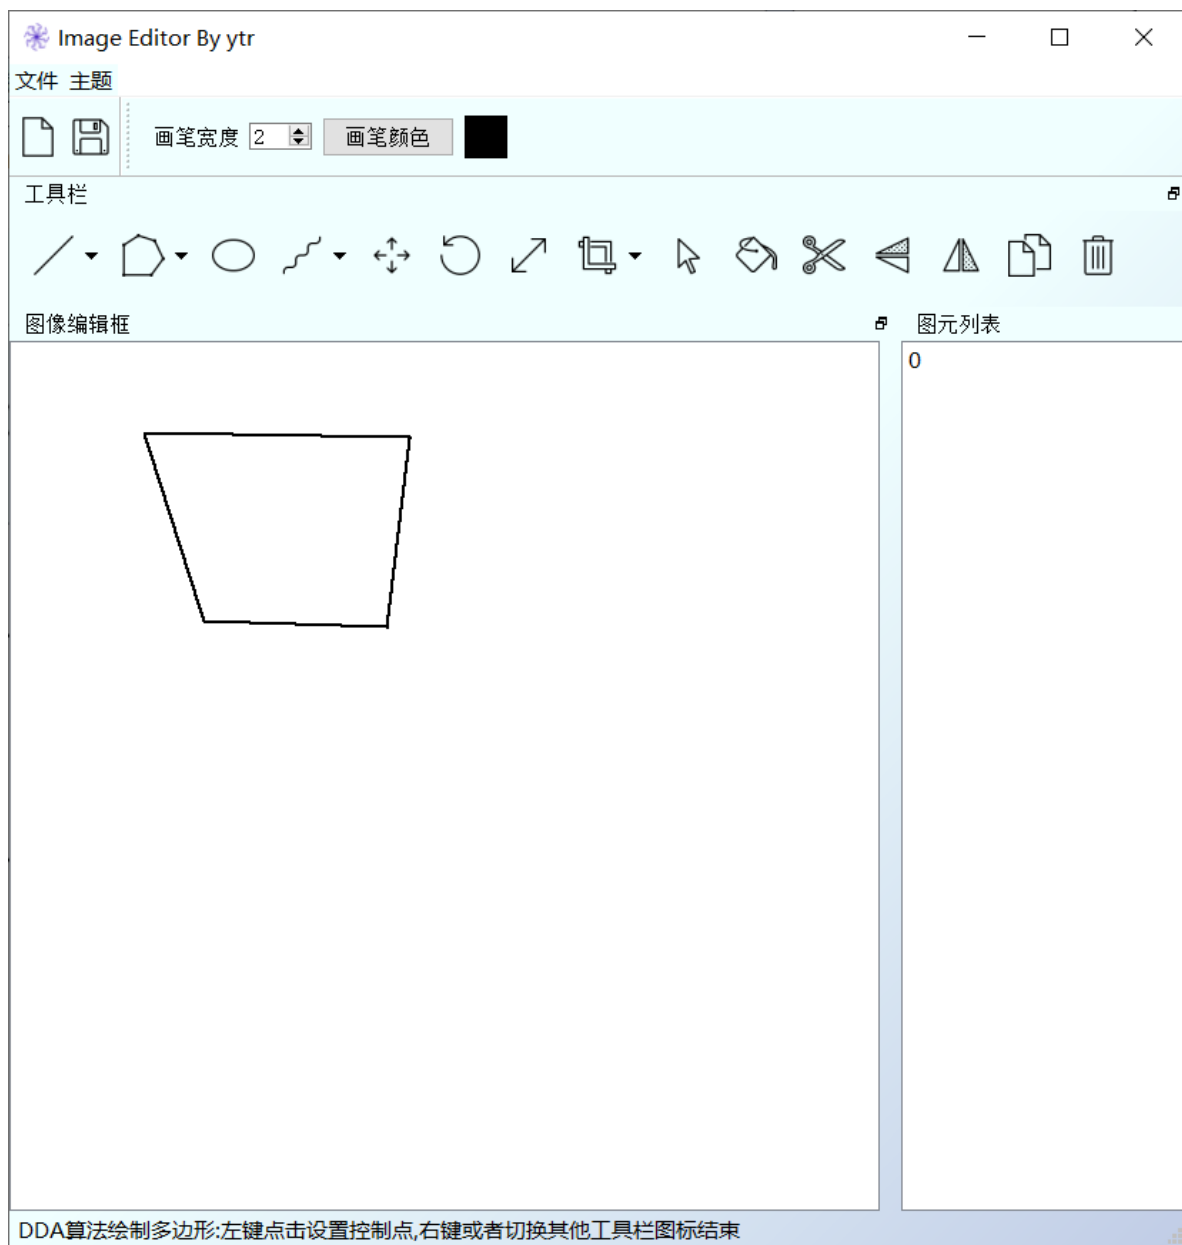 Image Editor By ytr
文件 主题
画笔宽度 2 画笔颜色
工具栏
图像编辑框 图元列表
0
DDA算法绘制多边形:左键点击设置控制点,右键或者切换其他工具栏图标结束